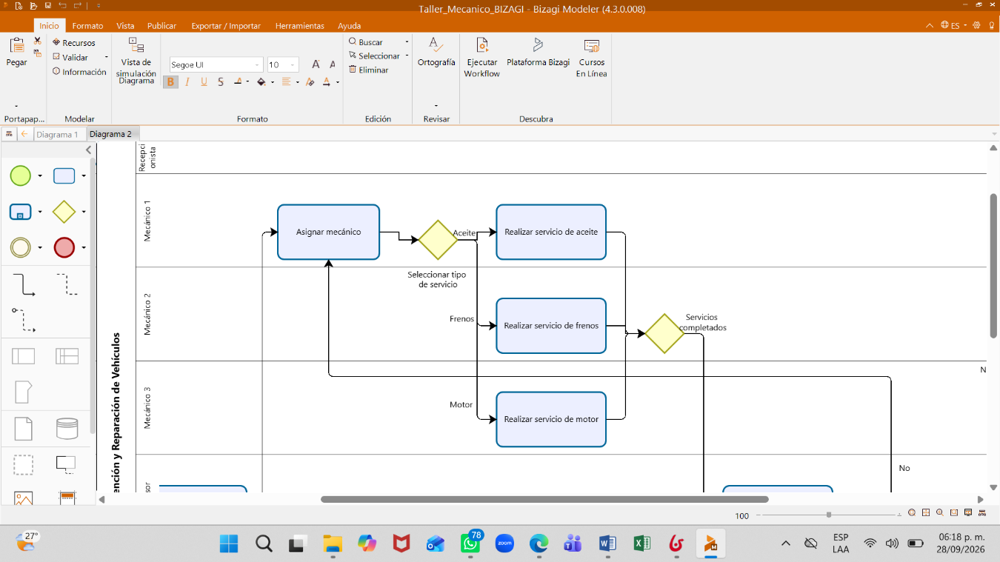 Taller_Mecanico_BIZAGI - Bizagi Modeler (4.3.0.008)
Inicio
Formato
Vista
Publicar
Exportar / Importar
Herramientas
Ayuda
ES
Pegar
Recursos
Validar
Información
Vista de
simulación
Diagrama
Segoe UI
10
A
A
B
I
U
S
A
Buscar
Seleccionar
Eliminar
Ortografía
Ejecutar
Workflow
Plataforma Bizagi
Cursos
En Línea
Portapap...
Modelar
Formato
Edición
Revisar
Descubra
Diagrama 1
Diagrama 2
Recepci
onista
Mecánico 1
Asignar mecánico
Aceite
Realizar servicio de aceite
Seleccionar tipo
de servicio
Mecánico 2
Frenos
Realizar servicio de frenos
Servicios
completados
ención y Reparación de Vehículos
N
Mecánico 3
Motor
Realizar servicio de motor
No
sor
100
27°
78
zoom
ESP
LAA
06:18 p. m.
28/09/2026